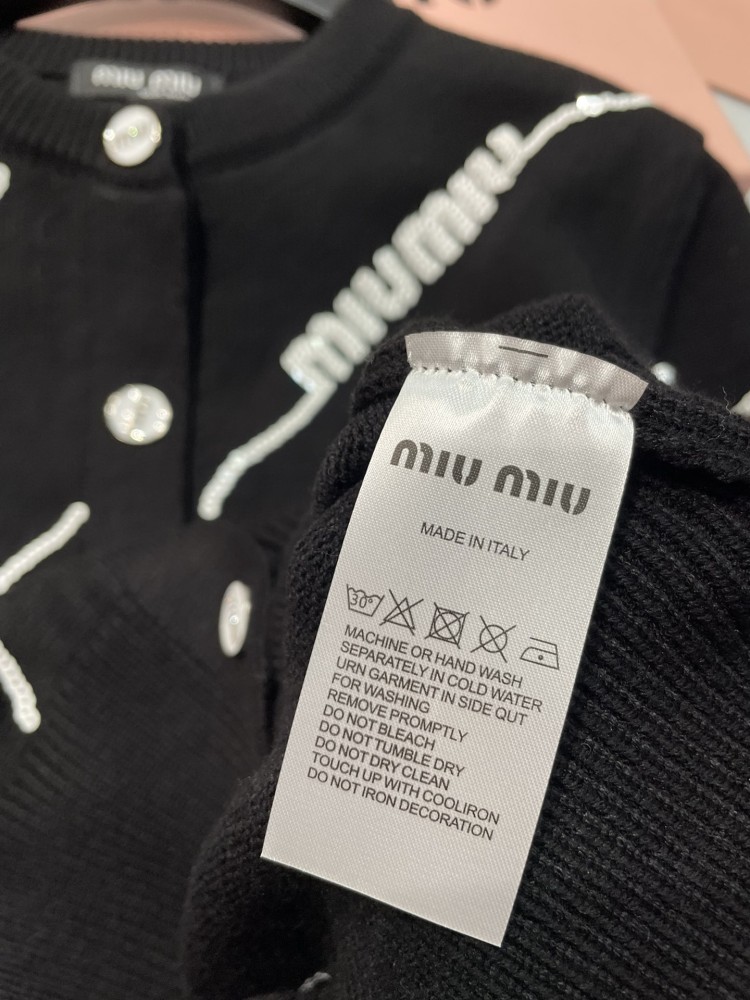 MIU MIU
MIUMIU
MIU MIU
MADE IN ITALY
30°
MACHINE OR HAND WASH
SEPARATELY IN COLD WATER
URN GARMENT IN SIDE QUT
FOR WASHING
REMOVE PROMPTLY
DO NOT BLEACH
DO NOT TUMBLE DRY
DO NOT DRY CLEAN
TOUCH UP WITH COOLIRON
DO NOT IRON DECORATION